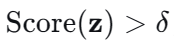 Score(𝐳) > δ